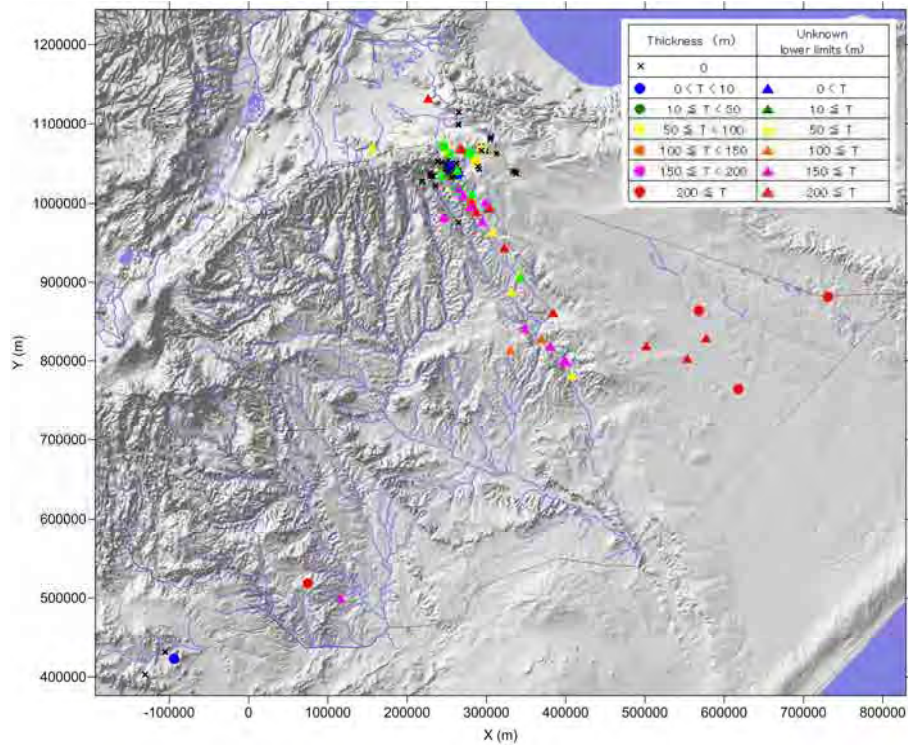 Thickness (m) Unknown lower limits (m)
× 0
0 < T < 10 0 < T
10 ≦ T < 50 10 ≦ T
50 ≦ T < 100 50 ≦ T
100 ≦ T < 150 100 ≦ T
150 ≦ T < 200 150 ≦ T
200 ≦ T 200 ≦ T
Y (m)
1200000
1100000
1000000
900000
800000
700000
600000
500000
400000
-100000 0 100000 200000 300000 400000 500000 600000 700000 800000
X (m)